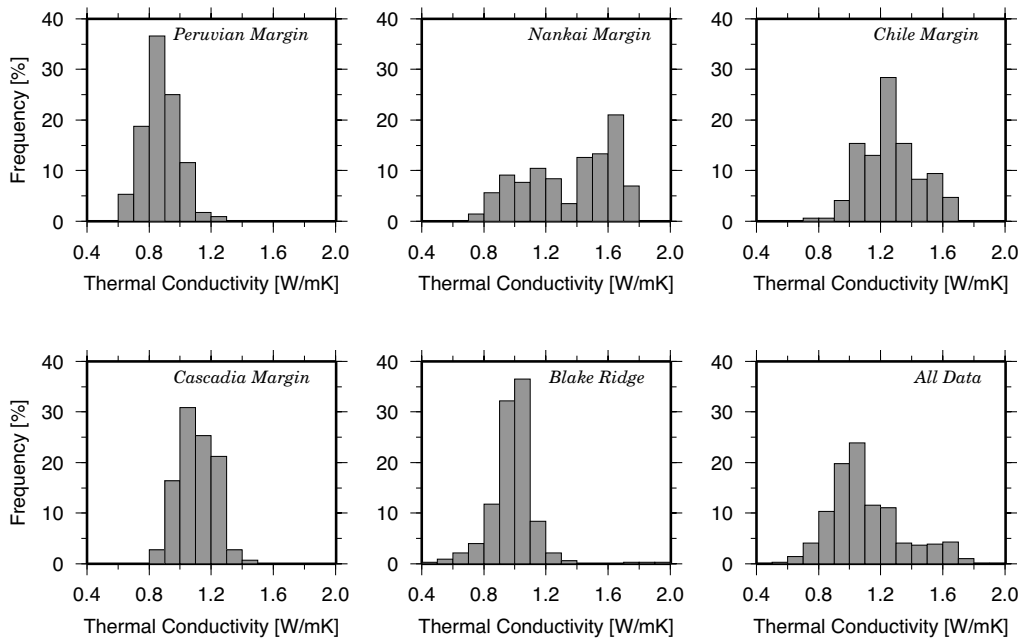 Peruvian Margin
Frequency [%]
40
30
20
10
0
0.4 0.8 1.2 1.6 2.0
Thermal Conductivity [W/mK]
Nankai Margin
40
30
20
10
0
0.4 0.8 1.2 1.6 2.0
Thermal Conductivity [W/mK]
Chile Margin
40
30
20
10
0
0.4 0.8 1.2 1.6 2.0
Thermal Conductivity [W/mK]
Cascadia Margin
Frequency [%]
40
30
20
10
0
0.4 0.8 1.2 1.6 2.0
Thermal Conductivity [W/mK]
Blake Ridge
40
30
20
10
0
0.4 0.8 1.2 1.6 2.0
Thermal Conductivity [W/mK]
All Data
40
30
20
10
0
0.4 0.8 1.2 1.6 2.0
Thermal Conductivity [W/mK]